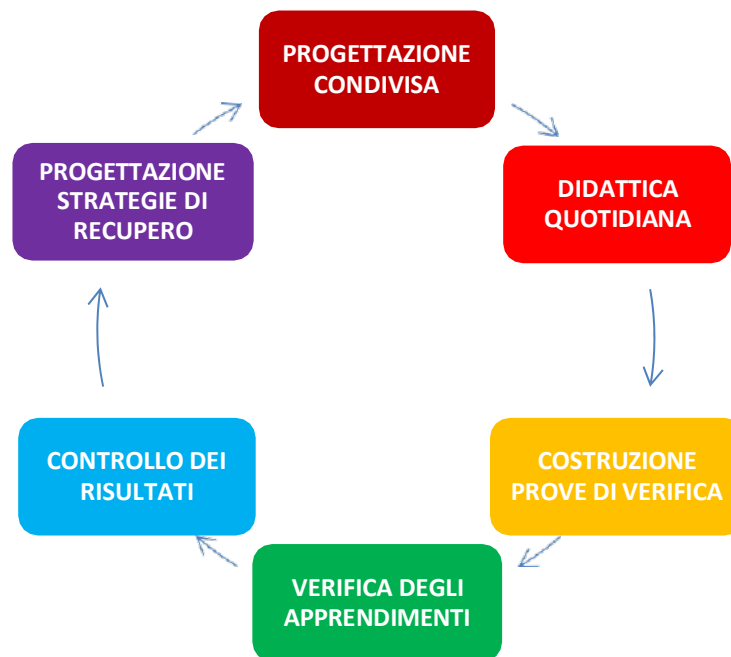 PROGETTAZIONE
CONDIVISA
DIDATTICA
QUOTIDIANA
COSTRUZIONE
PROVE DI VERIFICA
VERIFICA DEGLI
APPRENDIMENTI
CONTROLLO DEI
RISULTATI
PROGETTAZIONE
STRATEGIE DI
RECUPERO